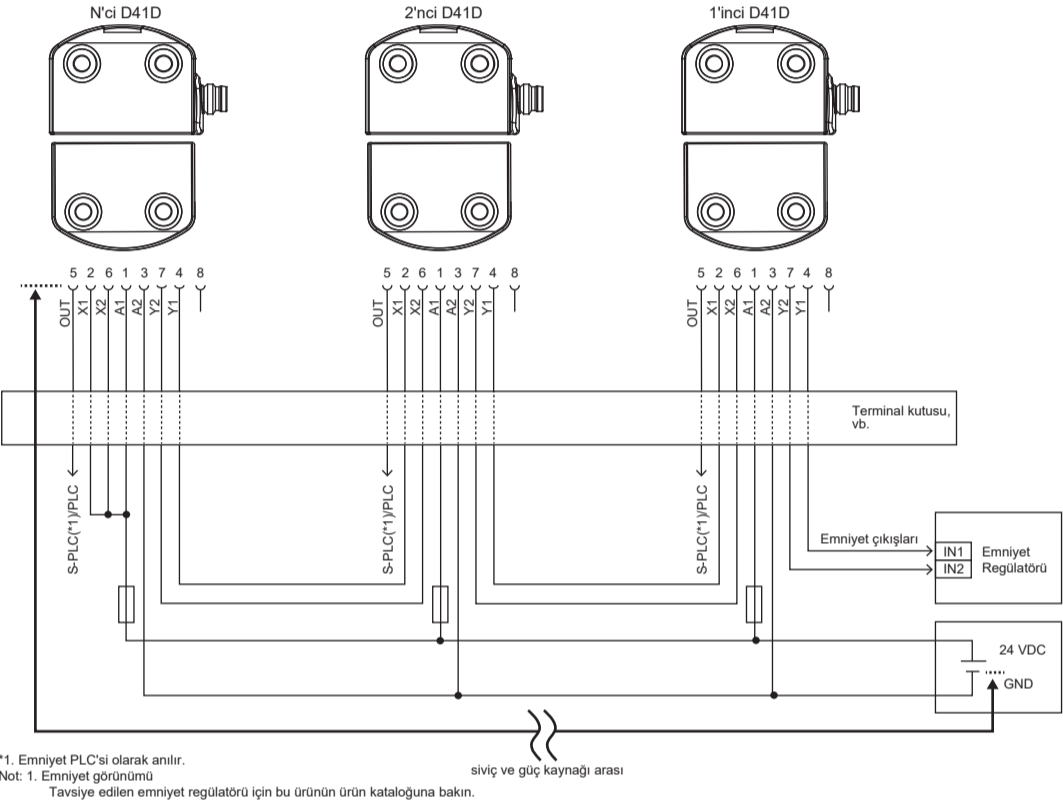 N'ci D41D 2'nci D41D 1'inci D41D
5 2 6 1 3 7 4 8 5 2 6 1 3 7 4 8 5 2 6 1 3 7 4 8
OUT X1 X2 A1 A2 Y2 Y1 OUT X1 X2 A1 A2 Y2 Y1 OUT X1 X2 A1 A2 Y2 Y1
Terminal kutusu,
vb.
S-PLC(*1)/PLC S-PLC(*1)/PLC S-PLC(*1)/PLC
Emniyet çıkışları
IN1 Emniyet
IN2 Regülatörü
24 VDC
GND
siviç ve güç kaynağı arası
*1. Emniyet PLC'si olarak anılır.
Not: 1. Emniyet görünümü
Tavsiye edilen emniyet regülatörü için bu ürünün ürün kataloğuna bakın.